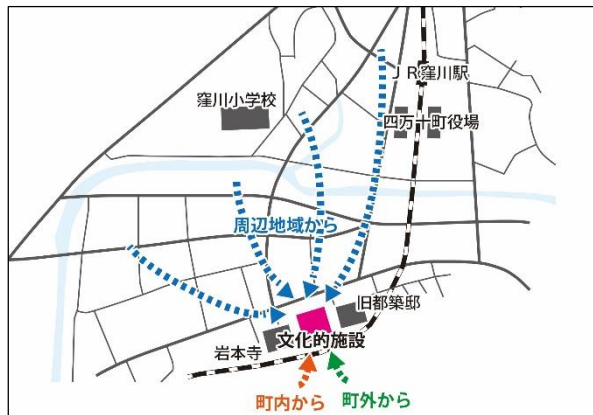 JR窪川駅
窪川小学校
四万十町役場
周辺地域から
旧都築邸
文化的施設
岩本寺
町内から
町外から